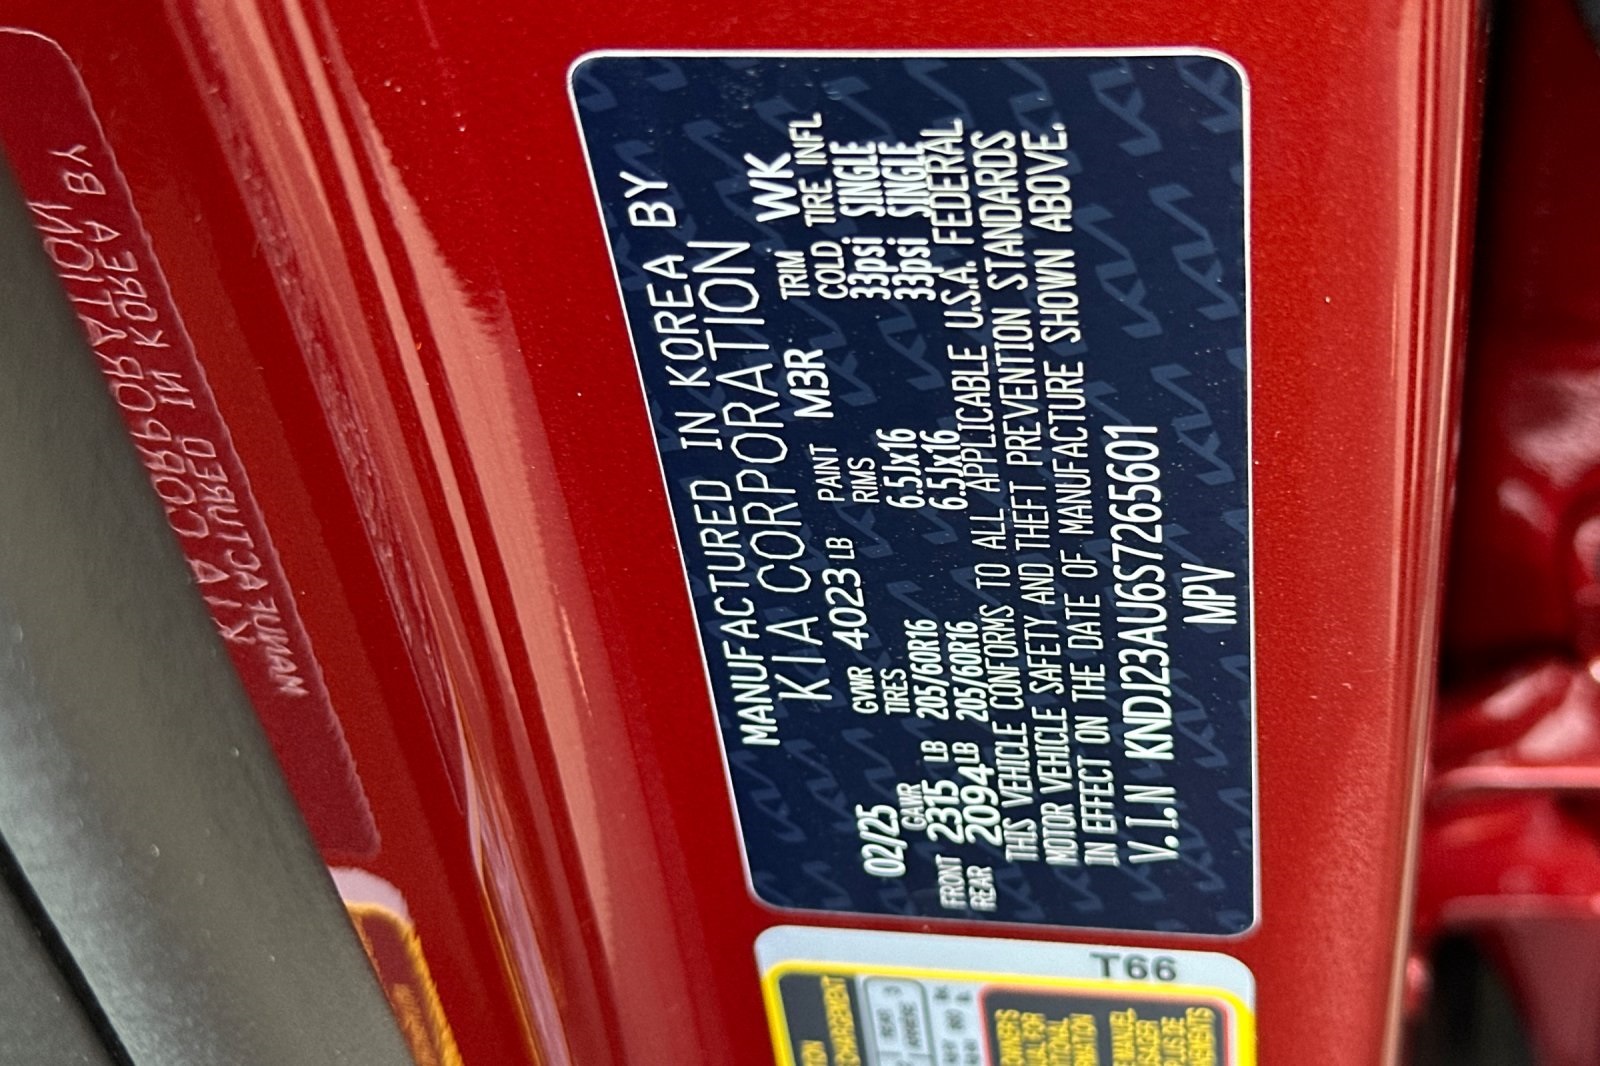 MANUFACTURED IN KOREA BY
KIA CORPORATION
02/25 GVWR 4023 LB PAINT M3R TRIM WK
GAWR TIRES RIMS COLD TIRE INFL
FRONT 2315 LB 205/60R16 6.5Jx16 33psi SINGLE
REAR 2094 LB 205/60R16 6.5Jx16 33psi SINGLE
THIS VEHICLE CONFORMS TO ALL APPLICABLE U.S.A. FEDERAL
MOTOR VEHICLE SAFETY AND THEFT PREVENTION STANDARDS
IN EFFECT ON THE DATE OF MANUFACTURE SHOWN ABOVE.
V.I.N KNDJ23AU6S7265601
MPV
T66